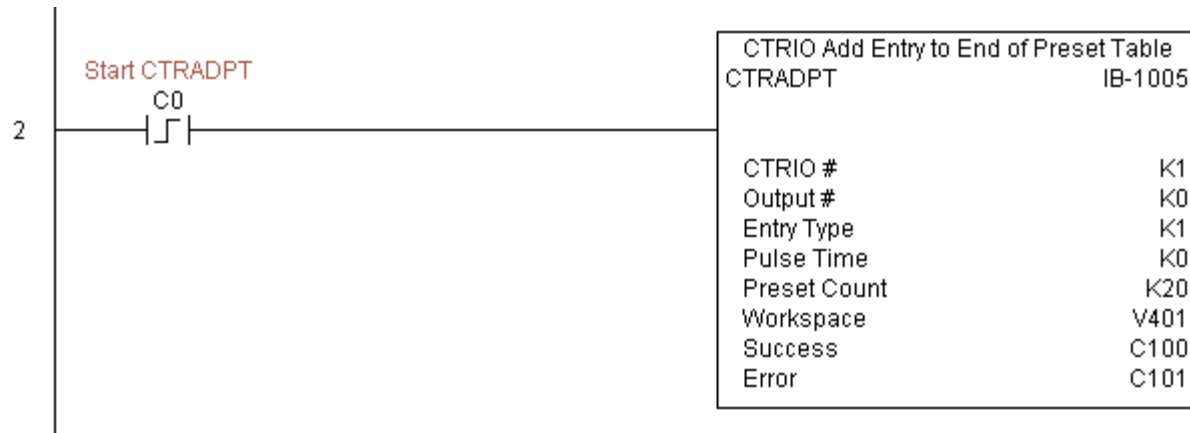 Start CTRADPT
C0
2
CTRIO Add Entry to End of Preset Table
CTRADPT IB-1005
CTRIO # K1
Output # K0
Entry Type K1
Pulse Time K0
Preset Count K20
Workspace V401
Success C100
Error C101